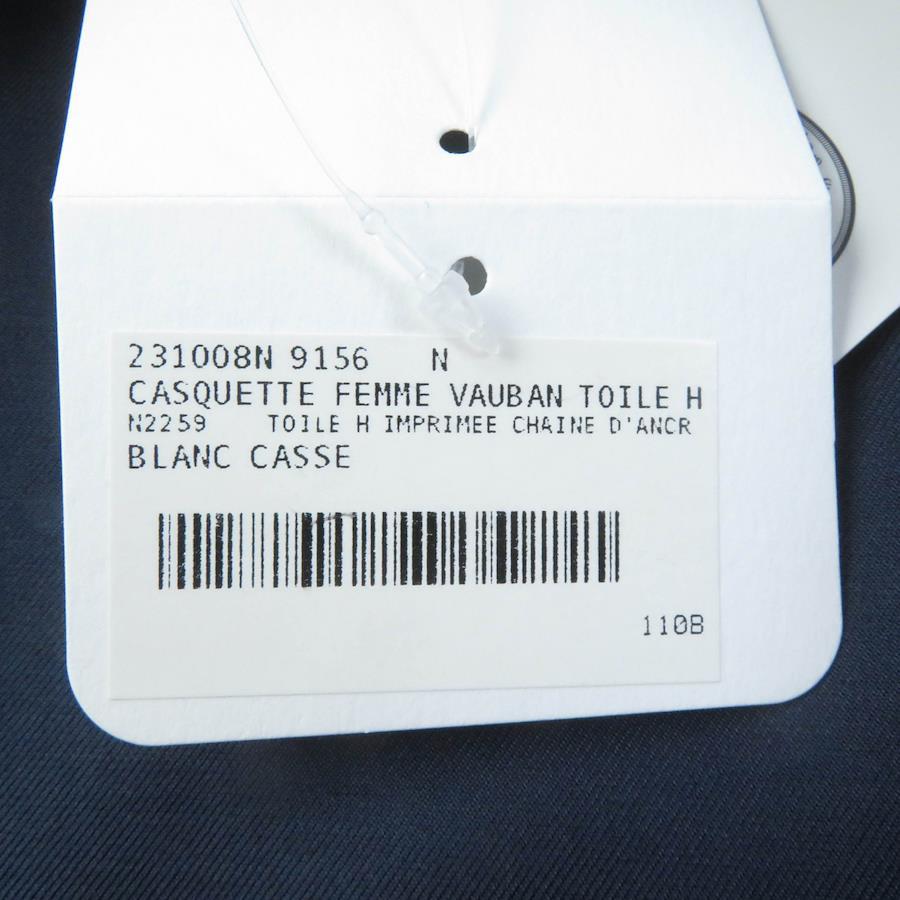 231008N 9156 N
CASQUETTE FEMME VAUBAN TOILE H
N2259 TOILE H IMPRIMEE CHAINE D'ANCR
BLANC CASSE
110B